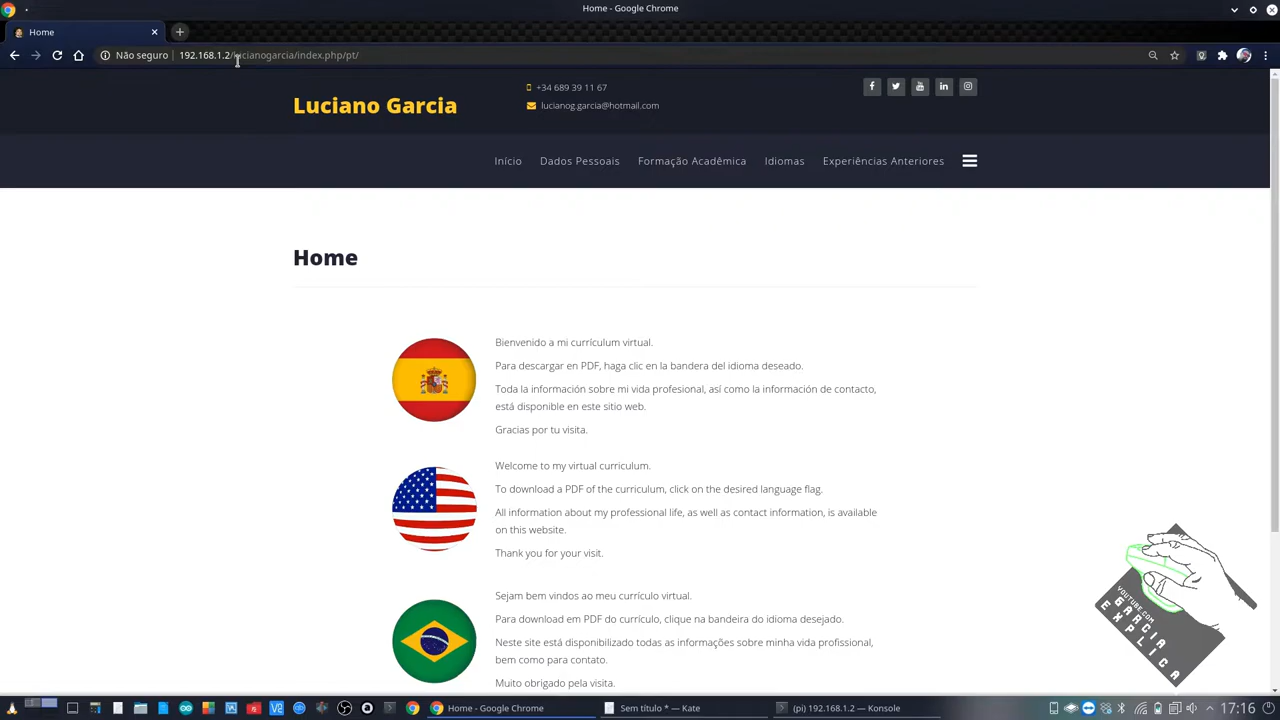 Home - Google Chrome
Home
Não seguro
192.168.1.2/lucianogarcia/index.php/pt/
Luciano Garcia
+34 689 39 11 67
lucianog.garcia@hotmail.com
Início Dados Pessoais Formação Acadêmica Idiomas Experiências Anteriores
Home
Bienvenido a mi currículum virtual.
Para descargar en PDF, haga clic en la bandera del idioma deseado.
Toda la información sobre mi vida profesional, así como la información de contacto,
está disponible en este sitio web.
Gracias por tu visita.
Welcome to my virtual curriculum.
To download a PDF of the curriculum, click on the desired language flag.
All information about my professional life, as well as contact information, is available
on this website.
Thank you for your visit.
Sejam bem vindos ao meu currículo virtual.
Para download em PDF do currículo, clique na bandeira do idioma desejado.
Neste site está disponibilizado todas as informações sobre minha vida profissional,
bem como para contato.
Muito obrigado pela visita.
YOUTUBE.COM
GARCIA
EXPLICA
Home - Google Chrome
Sem título * — Kate
(pi) 192.168.1.2 — Konsole
17:16